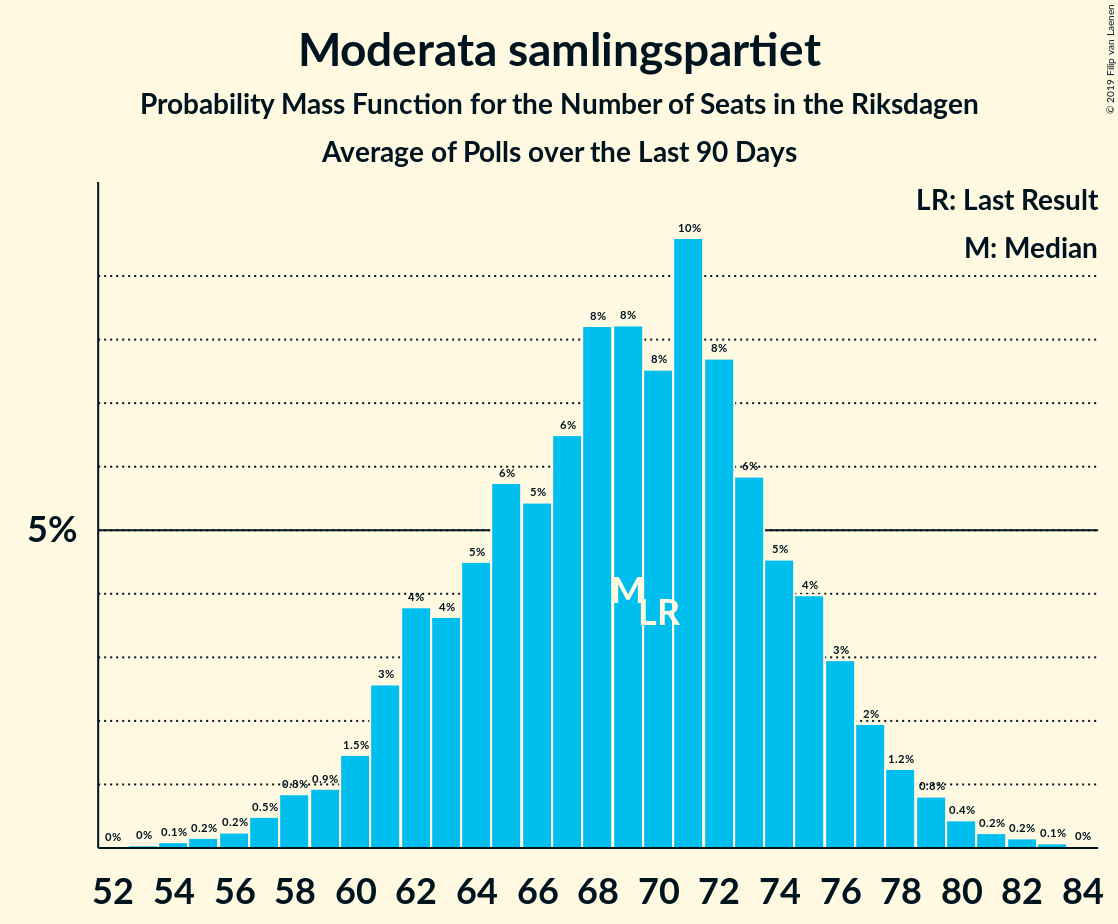 Moderata samlingspartiet
Probability Mass Function for the Number of Seats in the Riksdagen
Average of Polls over the Last 90 Days
© 2019 Filip van Laenen
LR: Last Result
M: Median
5%
0% 0% 0.1% 0.2% 0.2% 0.5% 0.8% 0.9% 1.5% 3% 4% 4% 5% 6% 5% 6% 8% 8% 8% 10% 8% 6% 5% 4% 3% 2% 1.2% 0.8% 0.4% 0.2% 0.2% 0.1% 0%
M
LR
52 54 56 58 60 62 64 66 68 70 72 74 76 78 80 82 84